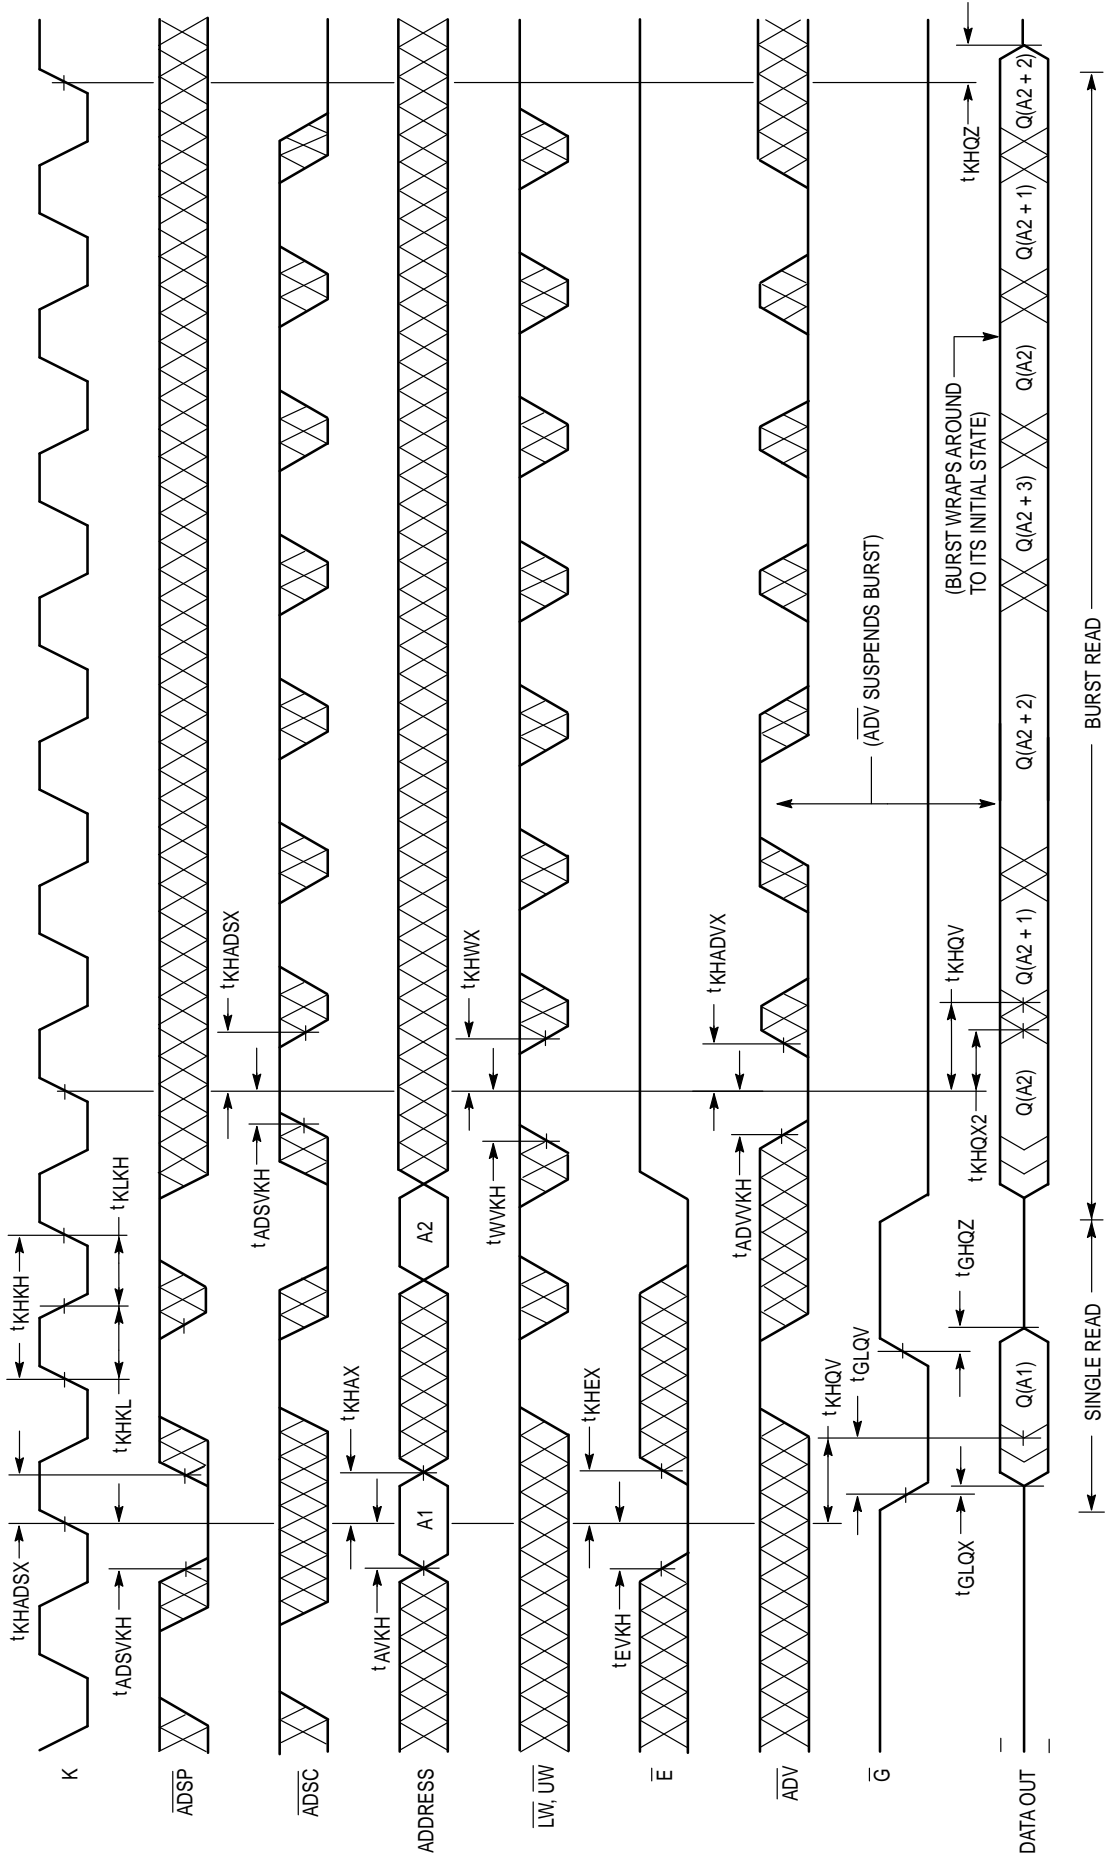 K
ADSP
ADSC
ADDRESS
LW, UW
E
ADV
G
DATA OUT
tKHADSX
tKHKH
tADSVKH
tKHKL
tKLKH
tADSVKH
tKHADSX
tAVKH
tKHAX
A1
A2
tWVKH
tKHWX
tEVKH
tKHEX
tADVVKH
tKHADVX
(ADV SUSPENDS BURST)
tKHQV
tGLQV
tGLQX
tGHQZ
tKHQX2
tKHQV
(BURST WRAPS AROUND
TO ITS INITIAL STATE)
tKHQZ
Q(A1)
Q(A2)
Q(A2 + 1)
Q(A2 + 2)
Q(A2 + 3)
Q(A2)
Q(A2 + 1)
Q(A2 + 2)
SINGLE READ
BURST READ